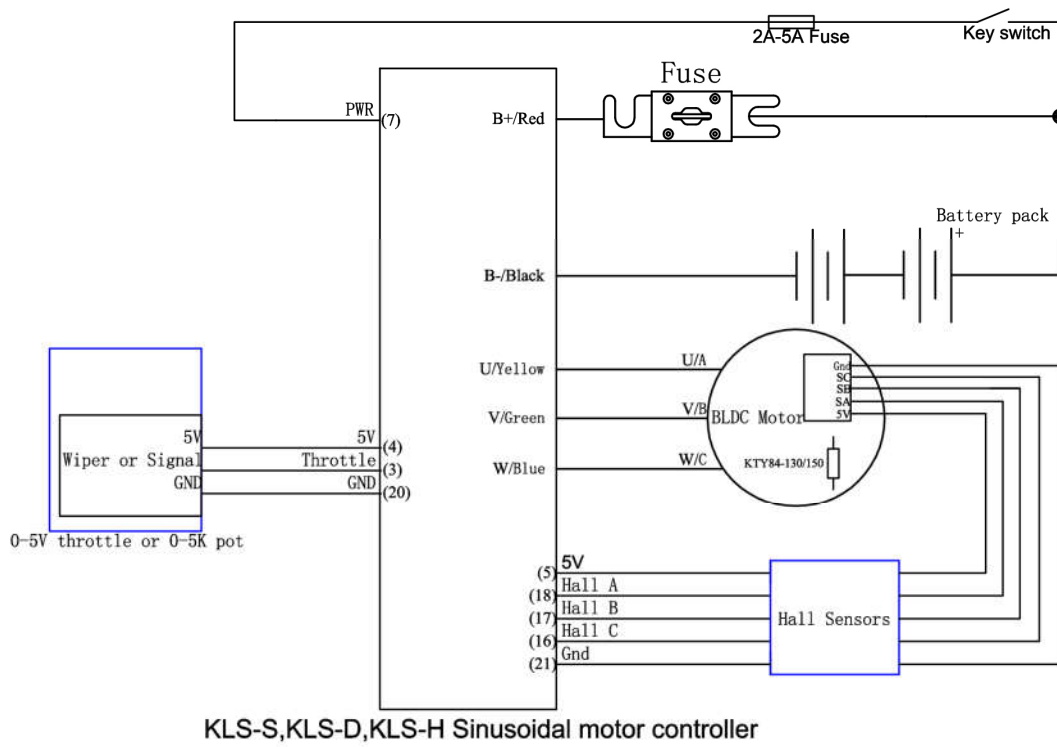 2A-5A Fuse
Key switch
Fuse
PWR
(7)
B+/Red
Battery pack
+
B-/Black
U/Yellow
U/A
Gnd
SC
SB
SA
5V
V/Green
V/B
BLDC Motor
W/Blue
W/C
KTY84-130/150
5V
Wiper or Signal
GND
5V
(4)
Throttle
(3)
GND
(20)
0-5V throttle or 0-5K pot
(5)
5V
(18)
Hall A
(17)
Hall B
(16)
Hall C
(21)
Gnd
Hall Sensors
KLS-S,KLS-D,KLS-H Sinusoidal motor controller